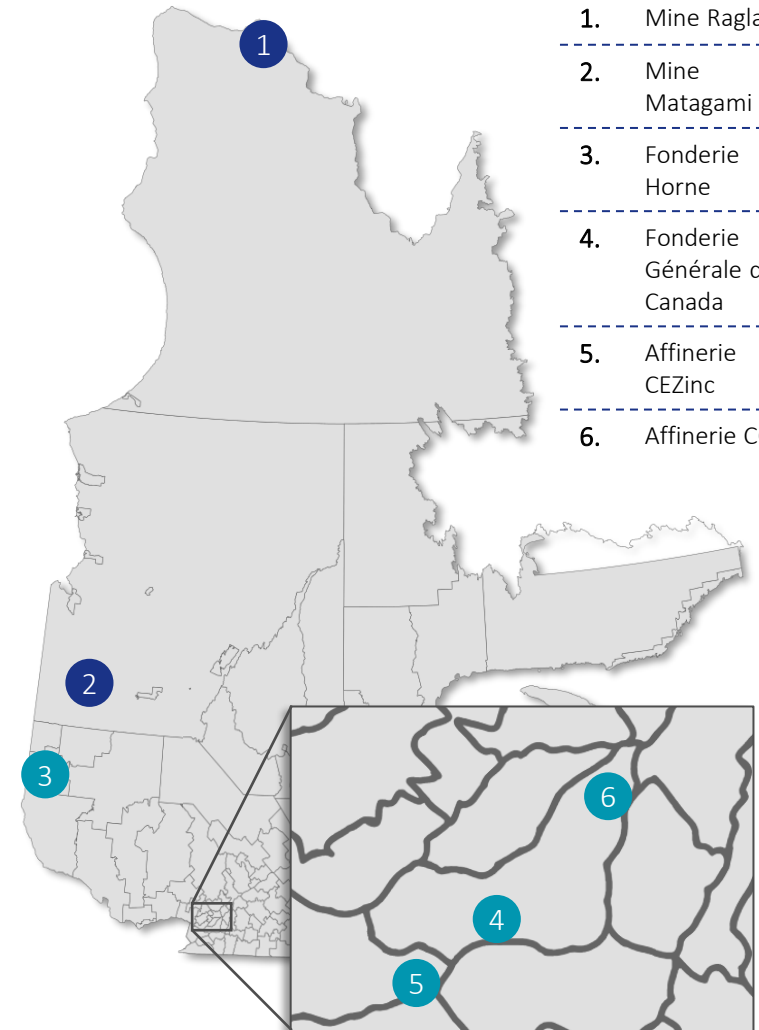 1
2
3
4
5
6
1. Mine Ragla
2. Mine
Matagami
3. Fonderie
Horne
4. Fonderie
Générale d
Canada
5. Affinerie
CEZinc
6. Affinerie C